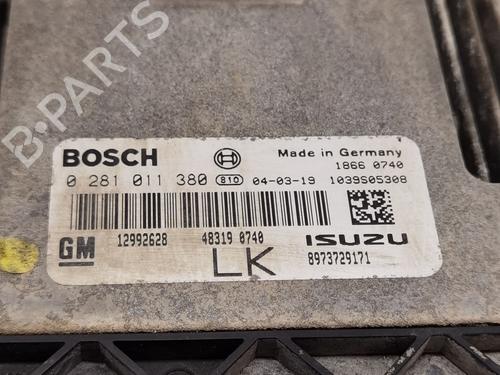 B-PARTS
BOSCH
Made in Germany
1866 0740
0 281 011 380 810 04-03-19 1039S05308
GM 12992628 48319 0740 ISUZU
LK 8973729171